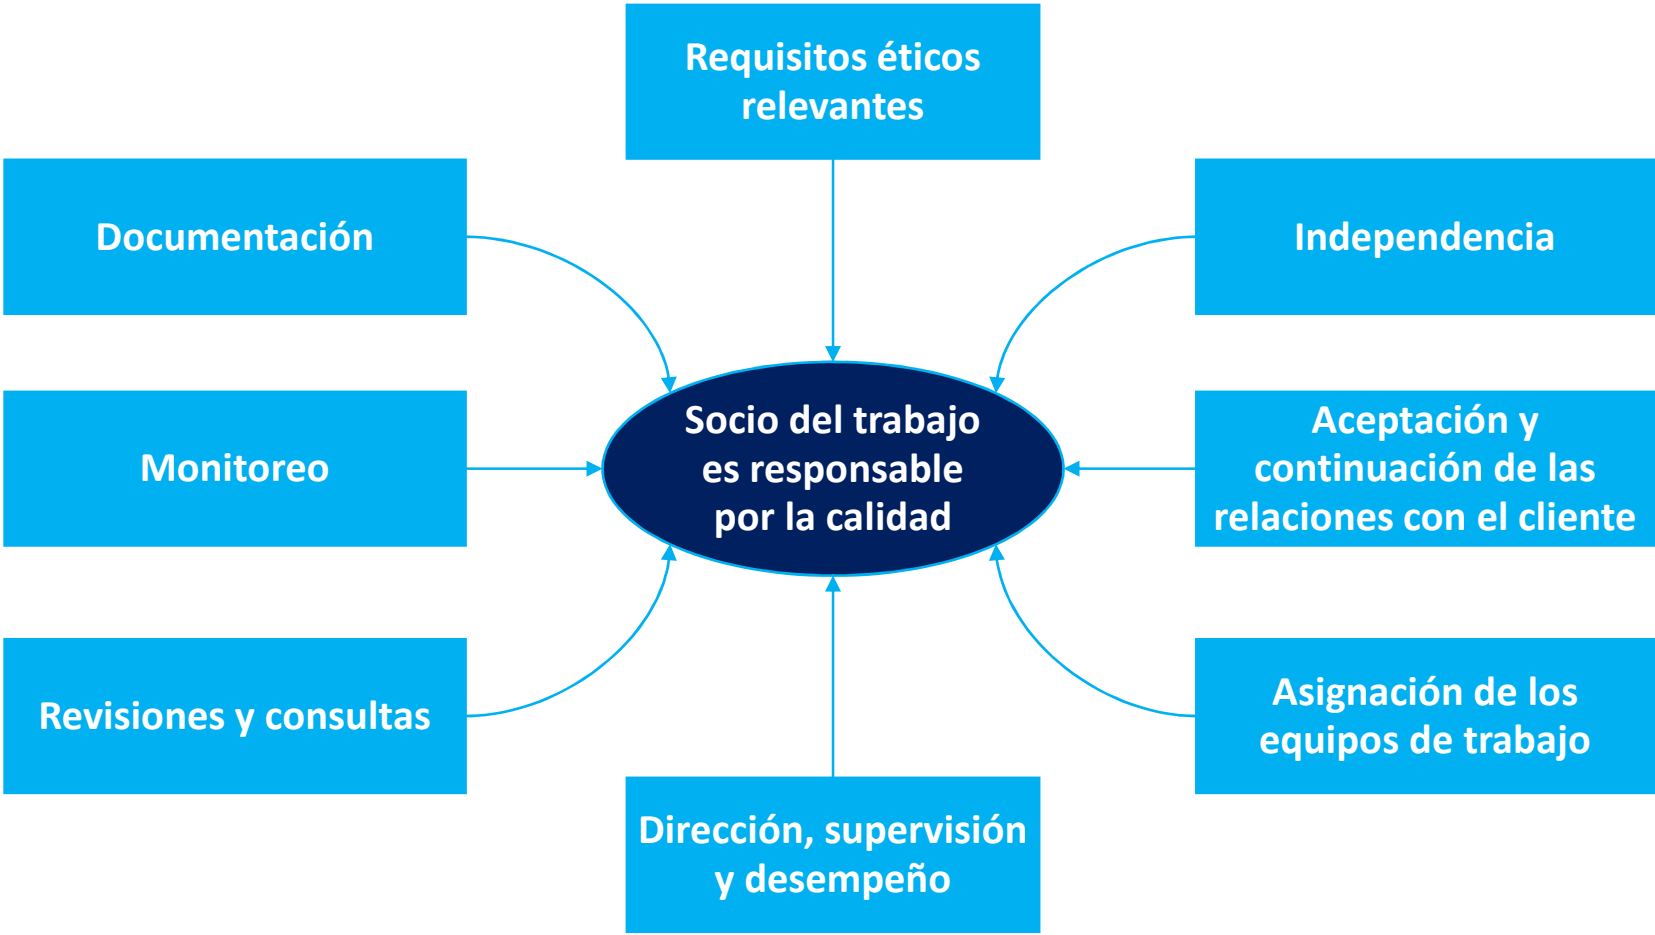 Requisitos éticos
relevantes
Documentación
Independencia
Monitoreo
Socio del trabajo
es responsable
por la calidad
Aceptación y
continuación de las
relaciones con el cliente
Revisiones y consultas
Asignación de los
equipos de trabajo
Dirección, supervisión
y desempeño